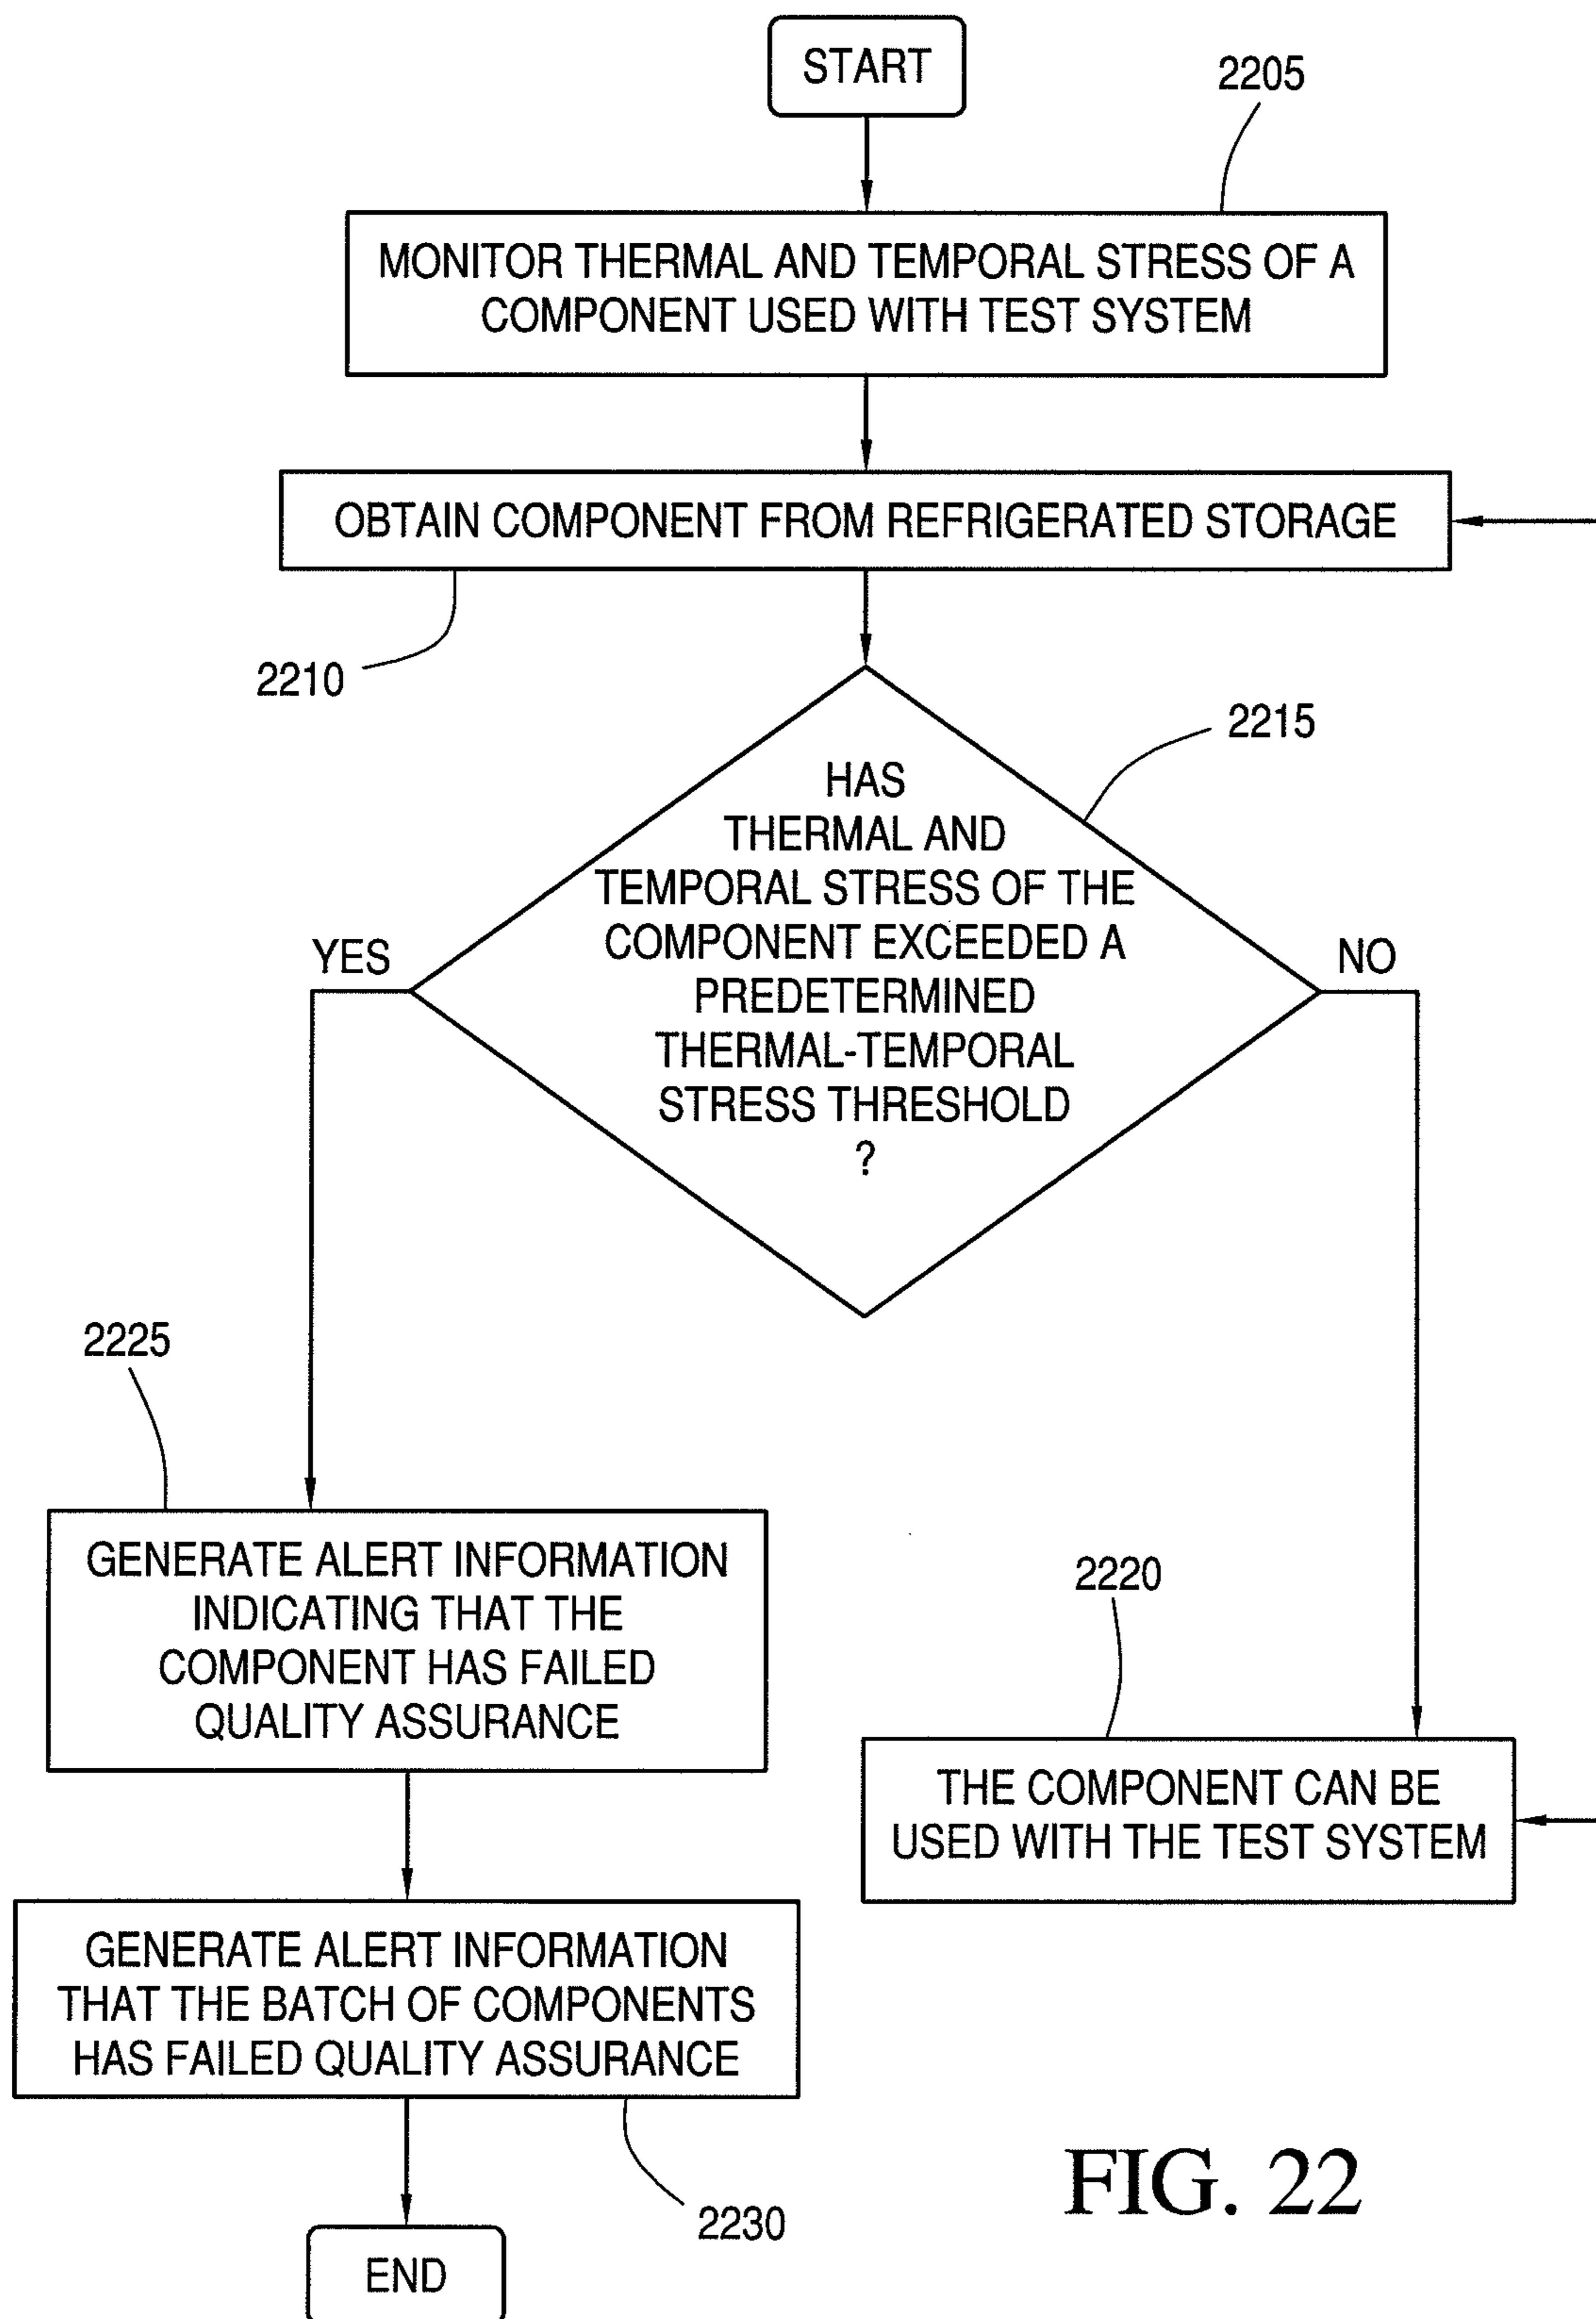 START
2205
MONITOR THERMAL AND TEMPORAL STRESS OF A
COMPONENT USED WITH TEST SYSTEM
OBTAIN COMPONENT FROM REFRIGERATED STORAGE
2210
2215
HAS
THERMAL AND
TEMPORAL STRESS OF THE
COMPONENT EXCEEDED A
PREDETERMINED
THERMAL-TEMPORAL
STRESS THRESHOLD
?
YES
NO
2225
GENERATE ALERT INFORMATION
INDICATING THAT THE
COMPONENT HAS FAILED
QUALITY ASSURANCE
2220
THE COMPONENT CAN BE
USED WITH THE TEST SYSTEM
GENERATE ALERT INFORMATION
THAT THE BATCH OF COMPONENTS
HAS FAILED QUALITY ASSURANCE
2230
END
FIG. 22